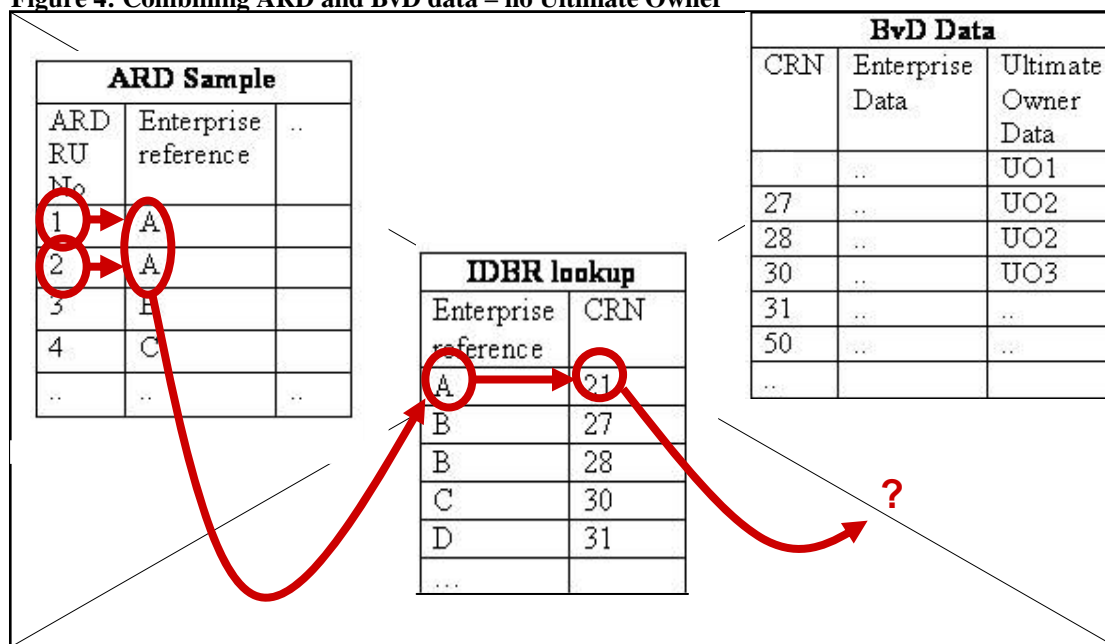 Figure 4: Combining ARD and BvD data – no Ultimate Owner
ARD Sample
ARD RU No | Enterprise reference | ..
1 | A
2 | A
3 | B
4 | C
.. | .. | ..
IDBR lookup
Enterprise reference | CRN
A | 21
B | 27
B | 28
C | 30
D | 31
...
BvD Data
CRN | Enterprise Data | Ultimate Owner Data
.. | UO1
27 | .. | UO2
28 | .. | UO2
30 | .. | UO3
31 | .. | ..
50 | .. | ..
..
?